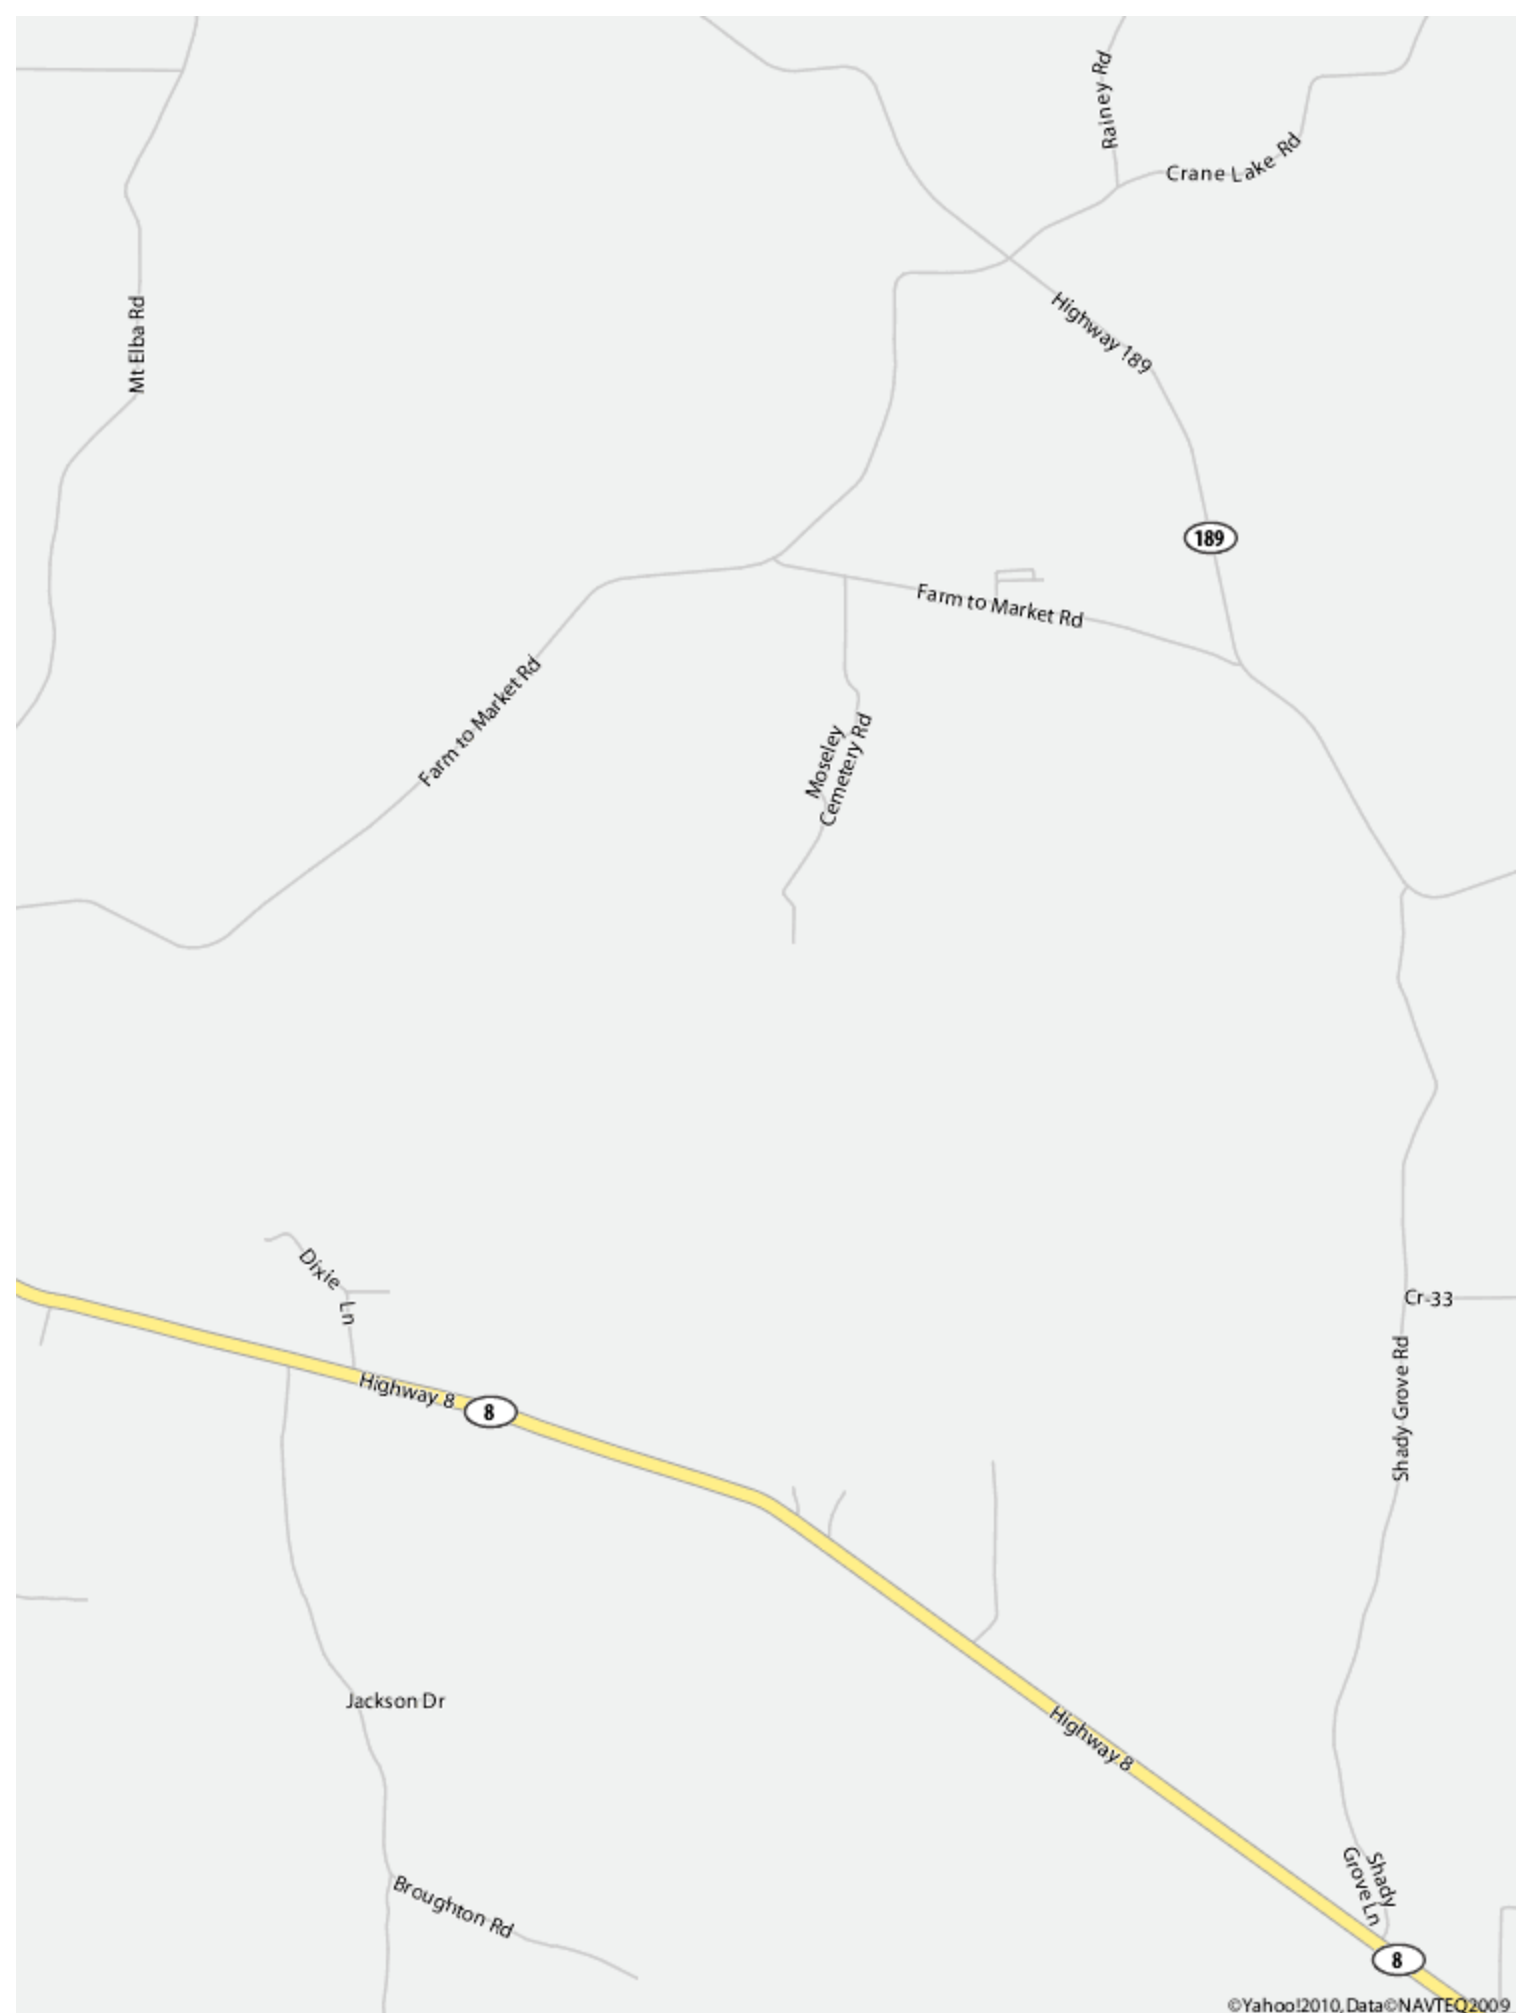 Rainey Rd
Crane Lake Rd
Mt Elba Rd
Highway 189
189
Farm to Market Rd
Farm to Market Rd
Moseley
Cemetery Rd
Dixie Ln
Cr-33
Shady Grove Rd
Highway 8
8
Jackson Dr
Highway 8
Shady
Grove Ln
Broughton Rd
8
©Yahoo!2010, Data©NAVTEQ2009